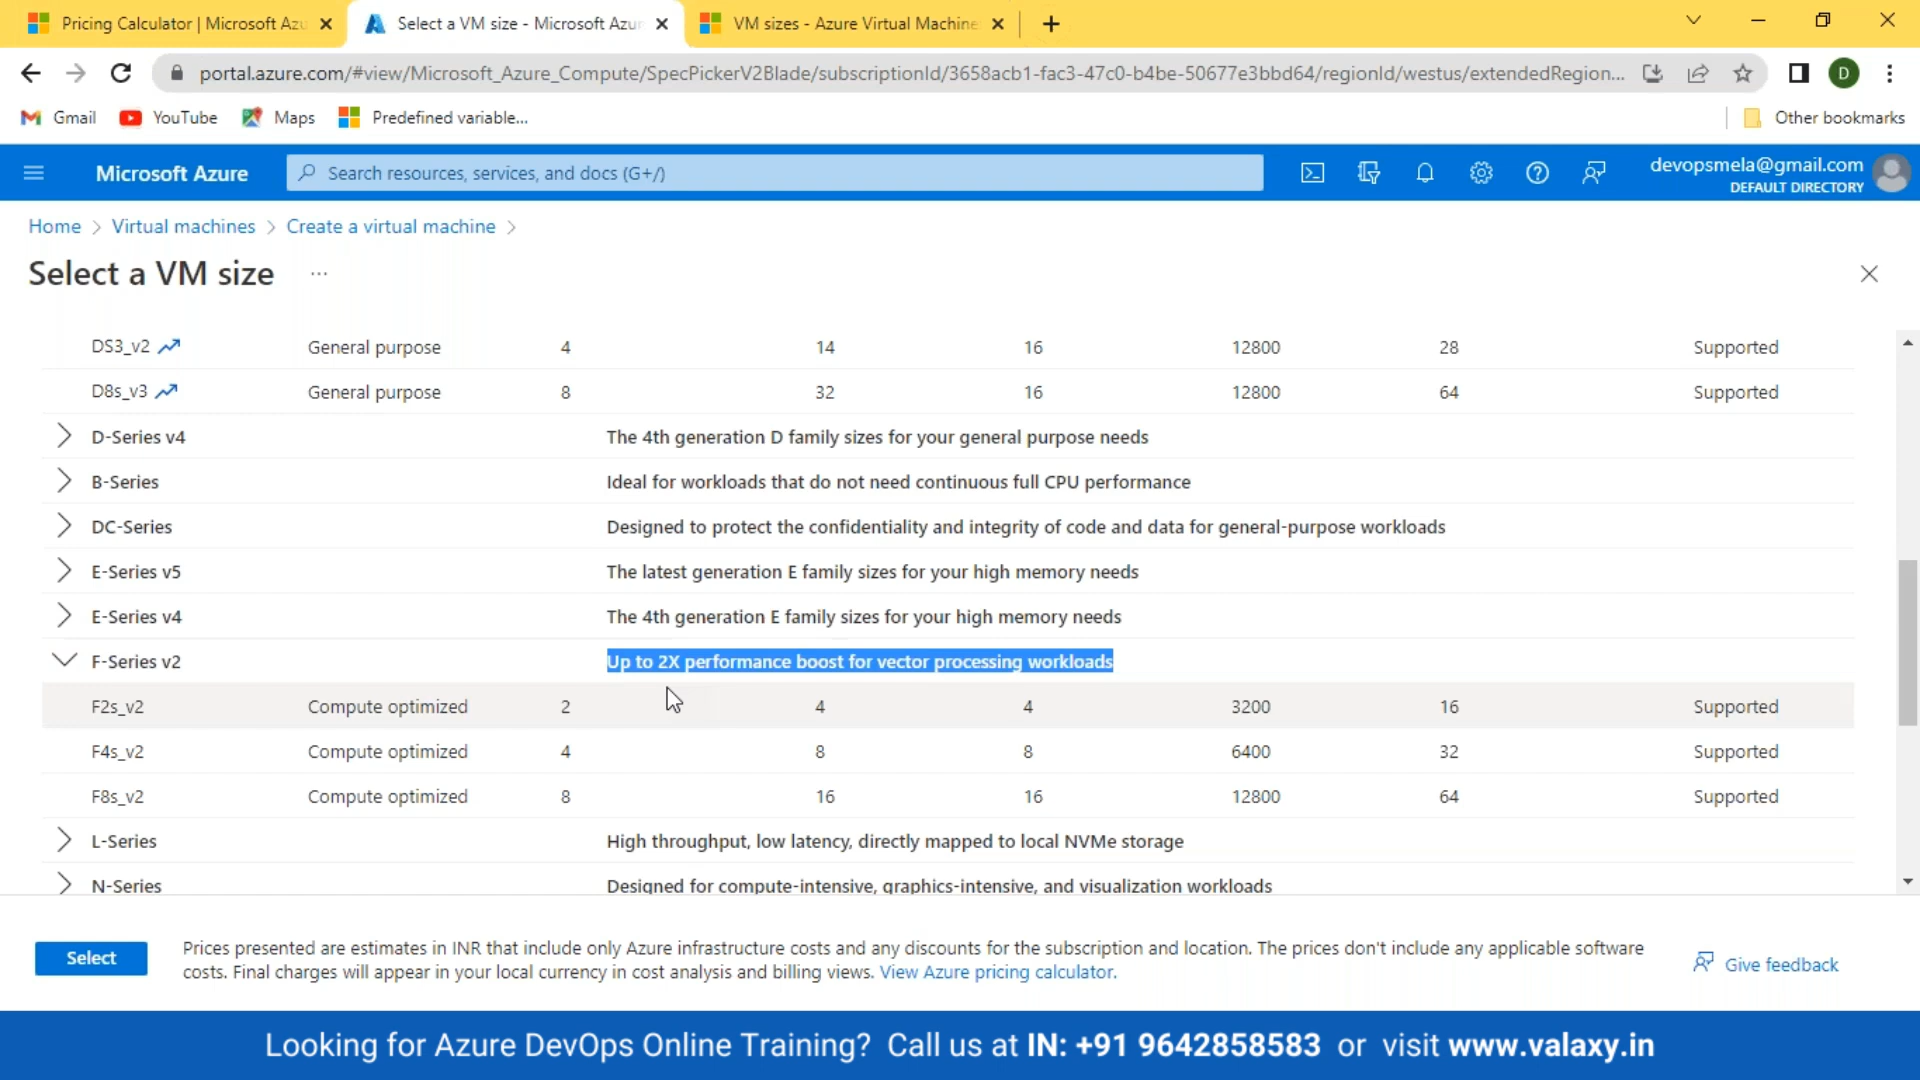 Pricing Calculator | Microsoft Azu
Select a VM size - Microsoft Azur
VM sizes - Azure Virtual Machine
portal.azure.com/#view/Microsoft_Azure_Compute/SpecPickerV2Blade/subscriptionId/3658acb1-fac3-47c0-b4be-50677e3bbd64/regionId/westus/extendedRegion...
D
Gmail YouTube Maps Predefined variable... Other bookmarks
Microsoft Azure
Search resources, services, and docs (G+/)
devopsmela@gmail.com
DEFAULT DIRECTORY
Home > Virtual machines > Create a virtual machine >
Select a VM size ...
DS3_v2 General purpose 4 14 16 12800 28 Supported
D8s_v3 General purpose 8 32 16 12800 64 Supported
D-Series v4 The 4th generation D family sizes for your general purpose needs
B-Series Ideal for workloads that do not need continuous full CPU performance
DC-Series Designed to protect the confidentiality and integrity of code and data for general-purpose workloads
E-Series v5 The latest generation E family sizes for your high memory needs
E-Series v4 The 4th generation E family sizes for your high memory needs
F-Series v2 Up to 2X performance boost for vector processing workloads
F2s_v2 Compute optimized 2 4 4 3200 16 Supported
F4s_v2 Compute optimized 4 8 8 6400 32 Supported
F8s_v2 Compute optimized 8 16 16 12800 64 Supported
L-Series High throughput, low latency, directly mapped to local NVMe storage
N-Series Designed for compute-intensive, graphics-intensive, and visualization workloads
Select
Prices presented are estimates in INR that include only Azure infrastructure costs and any discounts for the subscription and location. The prices don't include any applicable software
costs. Final charges will appear in your local currency in cost analysis and billing views. View Azure pricing calculator.
Give feedback
Looking for Azure DevOps Online Training? Call us at IN: +91 9642858583 or visit www.valaxy.in